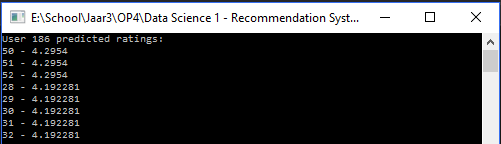 E:\School\Jaar3\OP4\Data Science 1 - Recommendation Syst...
User 186 predicted ratings:
50 - 4.2954
51 - 4.2954
52 - 4.2954
28 - 4.192281
29 - 4.192281
30 - 4.192281
31 - 4.192281
32 - 4.192281